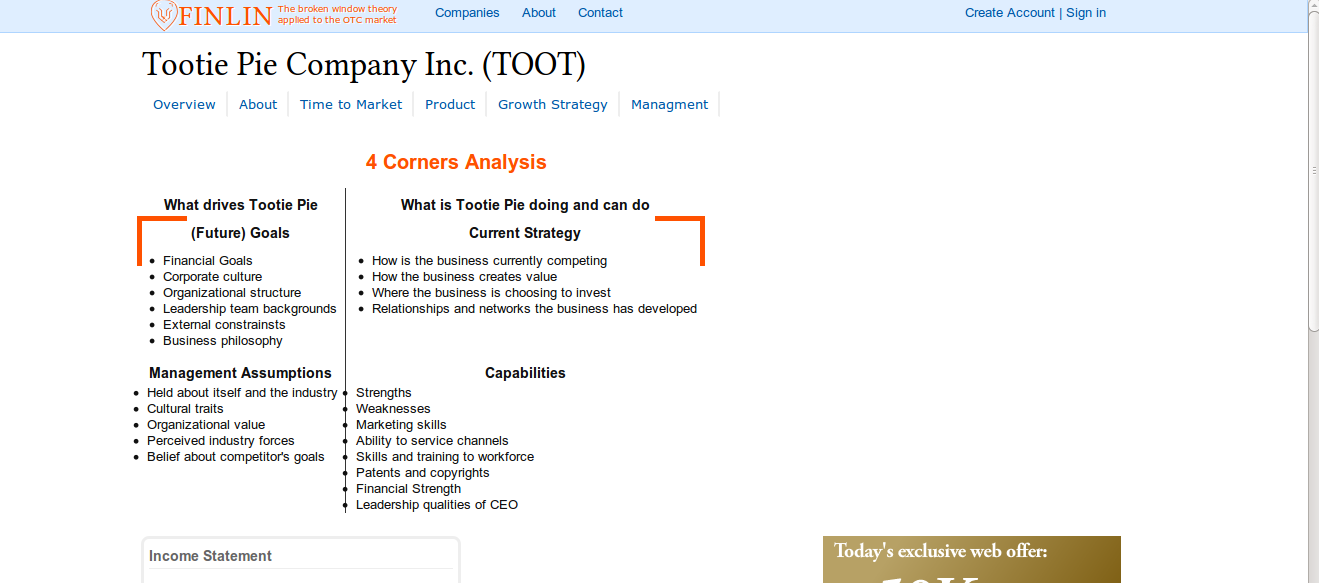 FINLIN
The broken window theory
applied to the OTC market
Companies About Contact
Create Account | Sign in
Tootie Pie Company Inc. (TOOT)
Overview About Time to Market Product Growth Strategy Managment
4 Corners Analysis
What drives Tootie Pie
(Future) Goals
Financial Goals
Corporate culture
Organizational structure
Leadership team backgrounds
External constrainsts
Business philosophy
What is Tootie Pie doing and can do
Current Strategy
How is the business currently competing
How the business creates value
Where the business is choosing to invest
Relationships and networks the business has developed
Management Assumptions
Held about itself and the industry
Cultural traits
Organizational value
Perceived industry forces
Belief about competitor's goals
Capabilities
Strengths
Weaknesses
Marketing skills
Ability to service channels
Skills and training to workforce
Patents and copyrights
Financial Strength
Leadership qualities of CEO
Income Statement
Today's exclusive web offer: